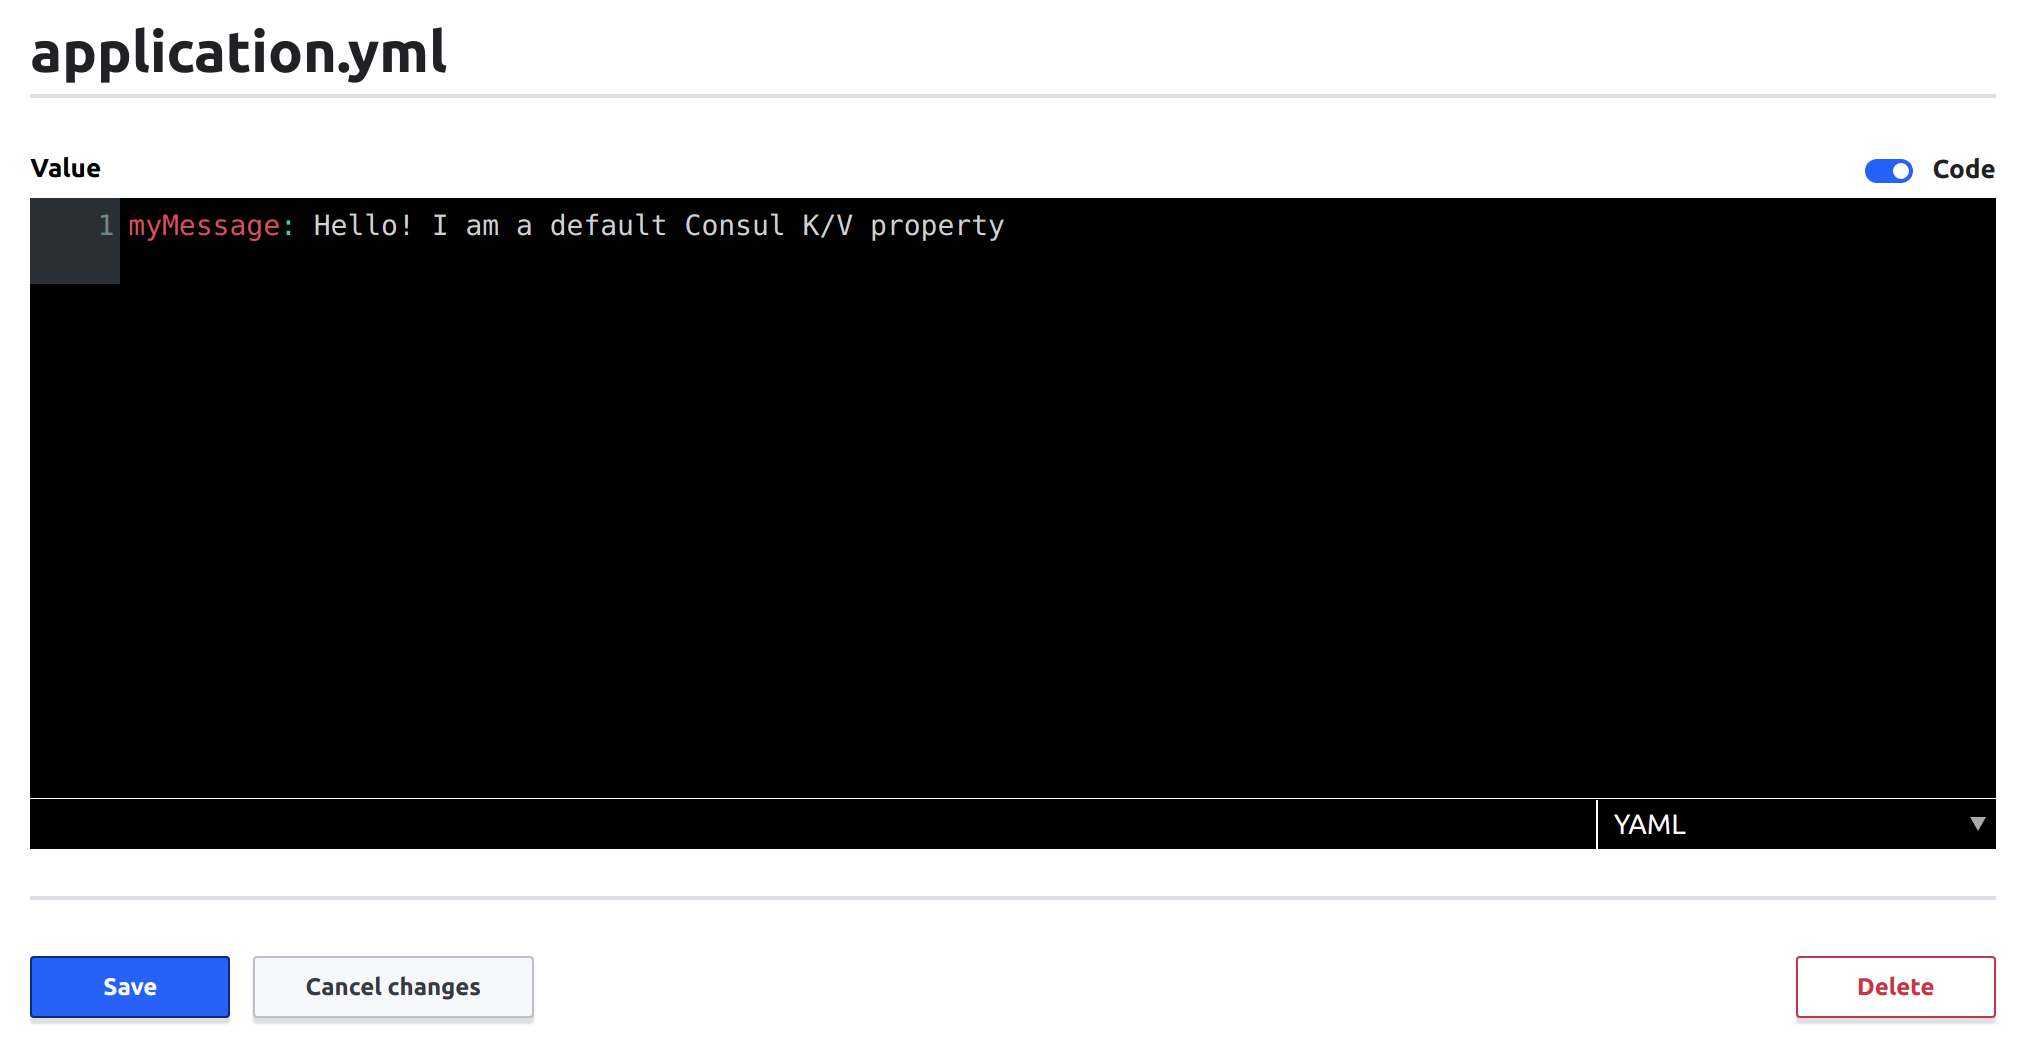 application.yml
Value
Code
1 myMessage: Hello! I am a default Consul K/V property
YAML
Save
Cancel changes
Delete